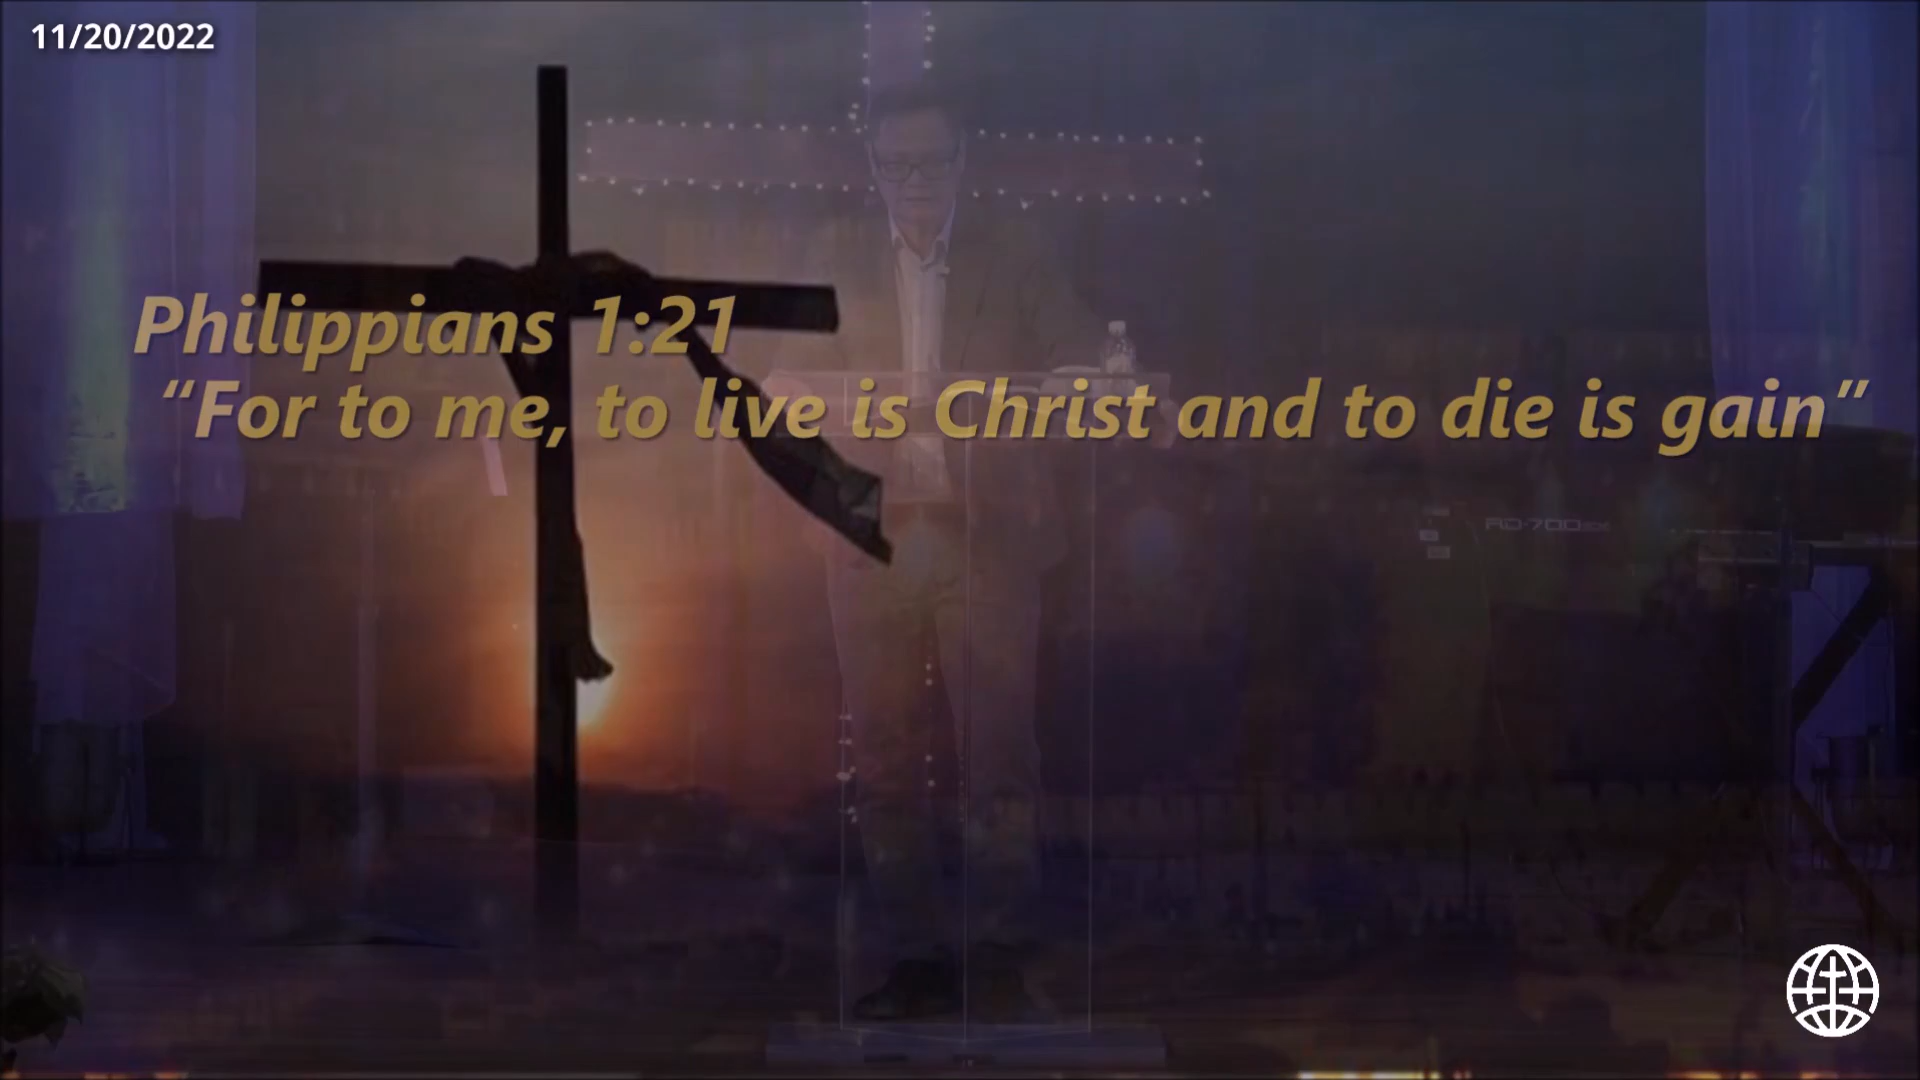 11/20/2022
Philippians 1:21
“For to me, to live is Christ and to die is gain”
RD-700SX